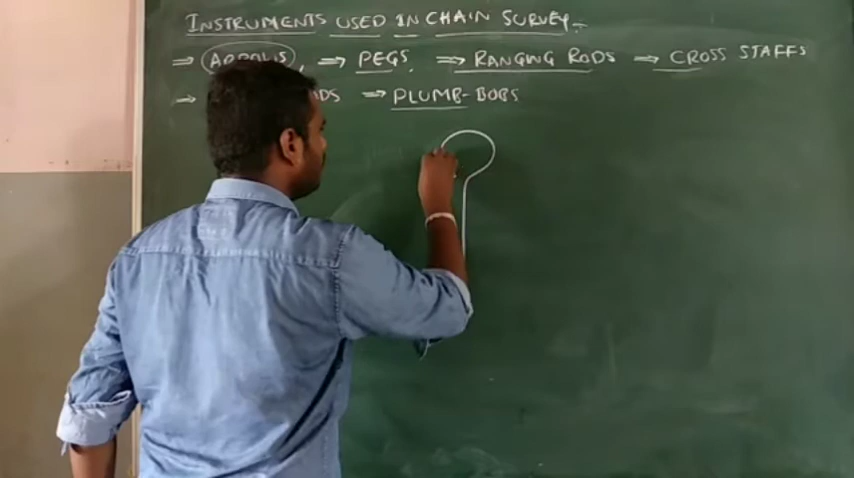 INSTRUMENTS USED IN CHAIN SURVEY.
⇒ ARROWS, ⇒ PEGS. ⇒ RANGING RODS ⇒ CROSS STAFFS
⇒ ⇒ PLUMB-BOBS